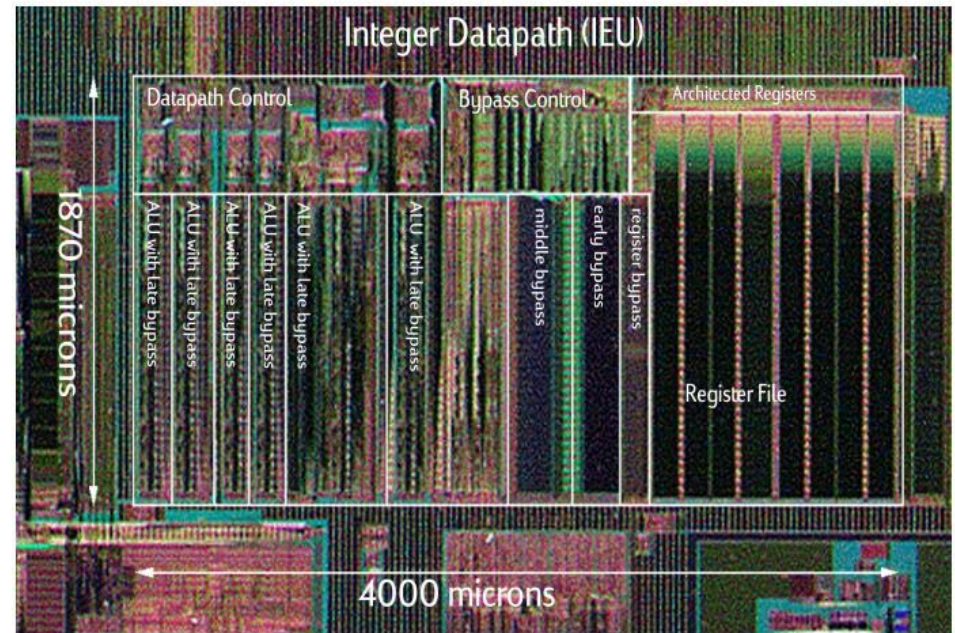 Integer Datapath (IEU)
Datapath Control
Bypass Control
Architected Registers
1870 microns
ALU with late bypass
ALU with late bypass
ALU with late bypass
ALU with late bypass
ALU with late bypass
ALU with late bypass
middle bypass
early bypass
register bypass
Register File
4000 microns